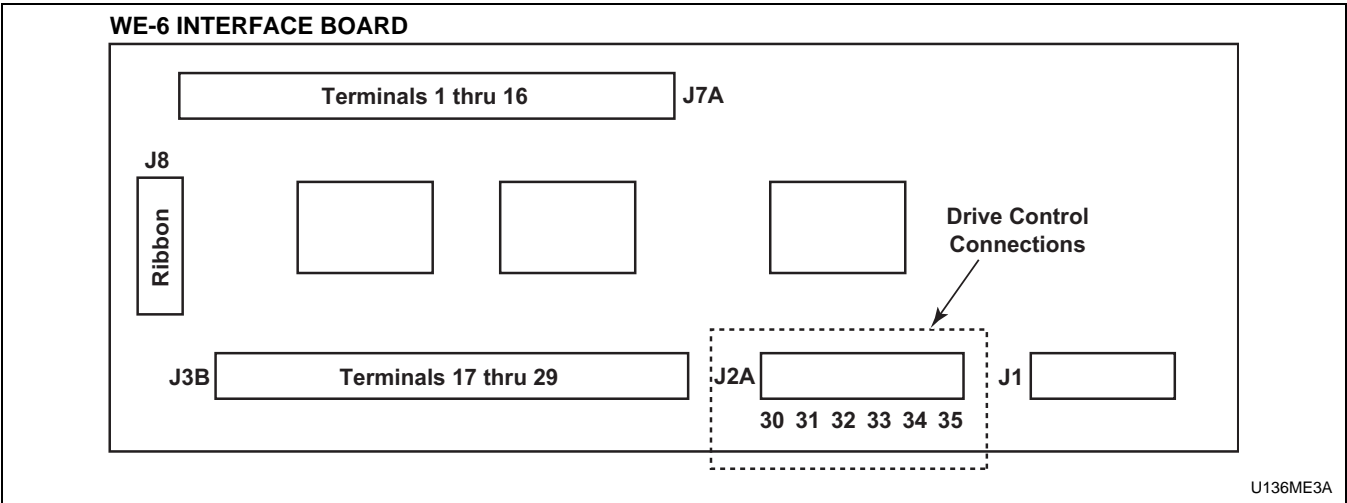 WE-6 INTERFACE BOARD
Terminals 1 thru 16
J7A
J8
Ribbon
Drive Control
Connections
J3B
Terminals 17 thru 29
J2A
J1
30 31 32 33 34 35
U136ME3A